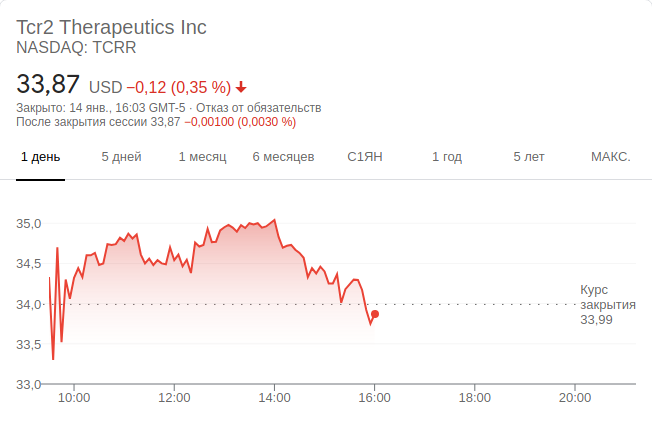 Tcr2 Therapeutics Inc
NASDAQ: TCRR
33,87 USD −0,12 (0,35 %)
Закрыто: 14 янв., 16:03 GMT-5 · Отказ от обязательств
После закрытия сессии 33,87 −0,00100 (0,0030 %)
1 день 5 дней 1 месяц 6 месяцев С1ЯН 1 год 5 лет МАКС.
35,0
34,5
34,0
33,5
33,0
Курс
закрытия
33,99
10:00 12:00 14:00 16:00 18:00 20:00